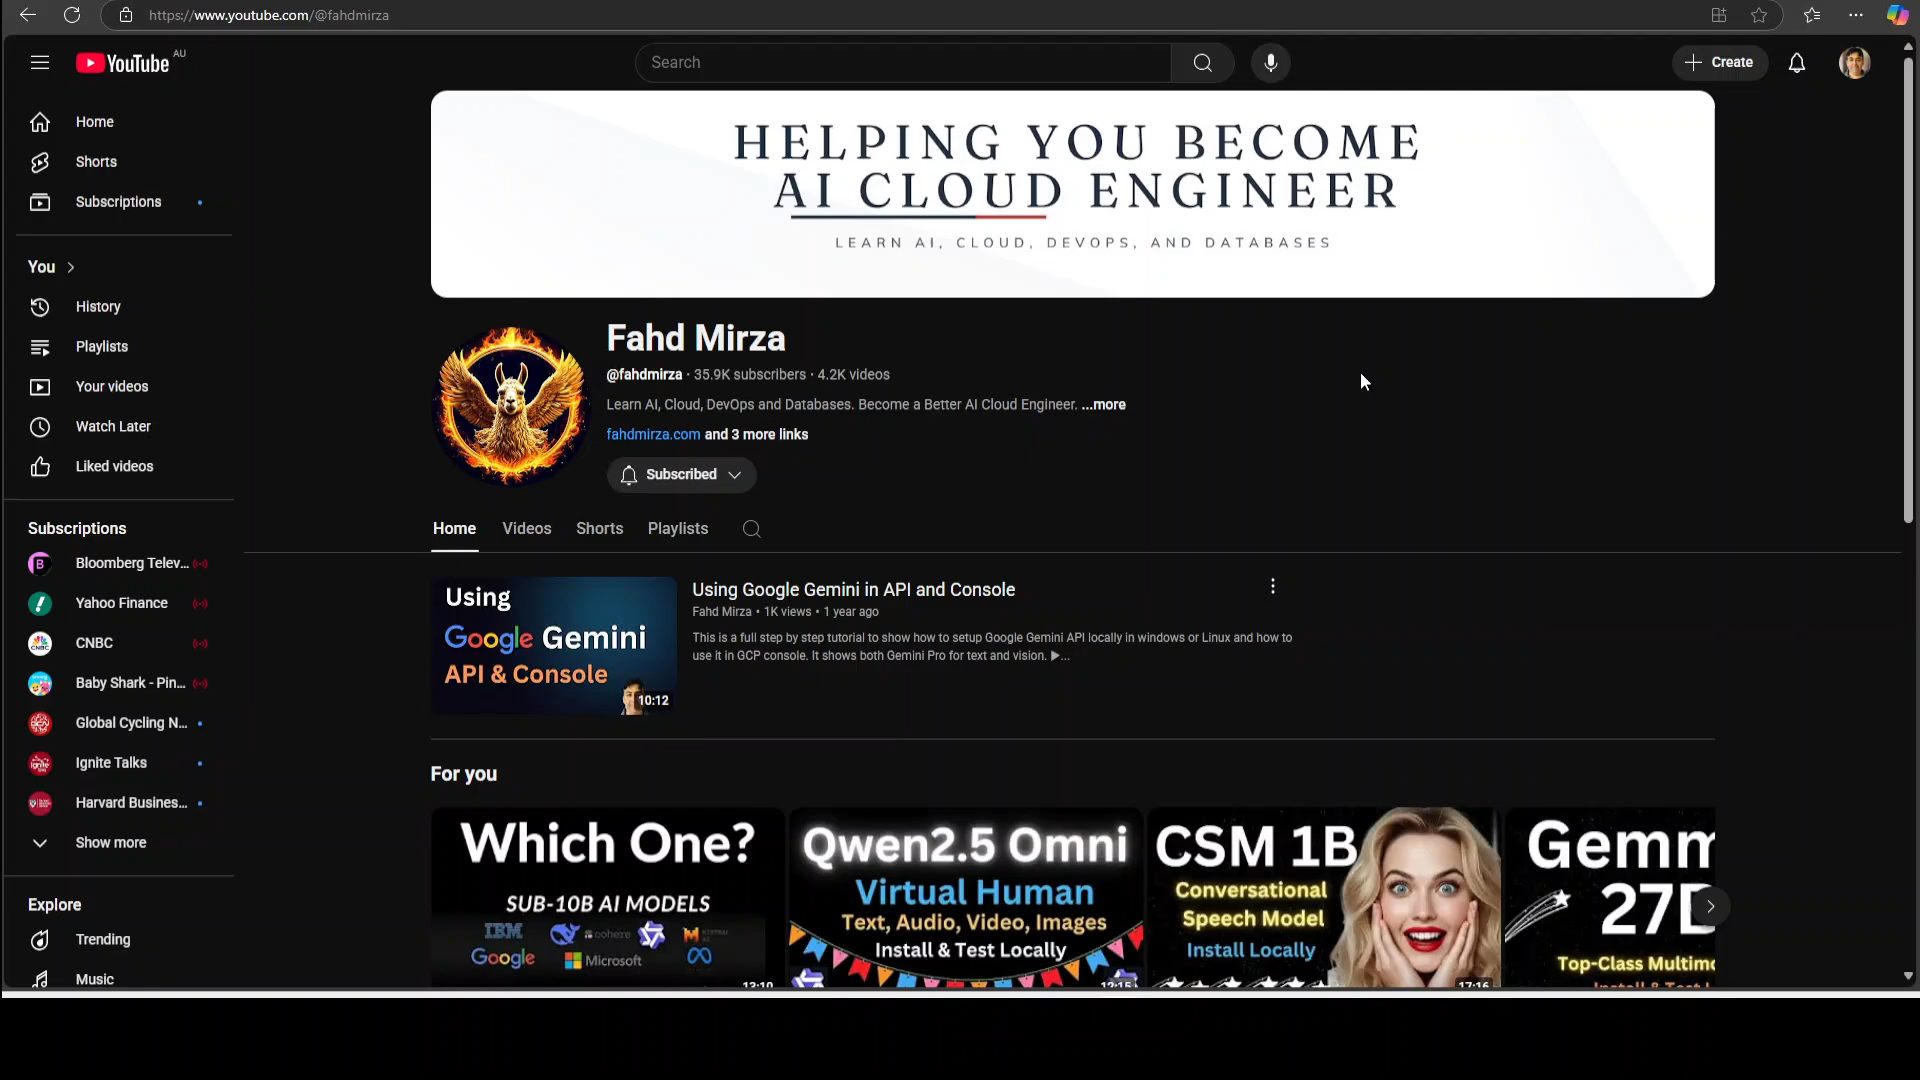 https://www.youtube.com/@fahdmirza
YouTube AU
Search
Create
Home
Shorts
Subscriptions
You
History
Playlists
Your videos
Watch Later
Liked videos
Subscriptions
Bloomberg Telev...
Yahoo Finance
CNBC
Baby Shark - Pin...
Global Cycling N...
Ignite Talks
Harvard Busines...
Show more
Explore
Trending
Music
HELPING YOU BECOME
AI CLOUD ENGINEER
LEARN AI, CLOUD, DEVOPS, AND DATABASES
Fahd Mirza
@fahdmirza • 35.9K subscribers • 4.2K videos
Learn AI, Cloud, DevOps and Databases. Become a Better AI Cloud Engineer. ...more
fahdmirza.com and 3 more links
Subscribed
Home Videos Shorts Playlists
Using
Google Gemini
API & Console
10:12
Using Google Gemini in API and Console
Fahd Mirza • 1K views • 1 year ago
This is a full step by step tutorial to show how to setup Google Gemini API locally in windows or Linux and how to
use it in GCP console. It shows both Gemini Pro for text and vision. ▶...
For you
Which One?
SUB-10B AI MODELS
IBM cohere
Google Microsoft
Qwen2.5 Omni
Virtual Human
Text, Audio, Video, Images
Install & Test Locally
CSM 1B
Conversational
Speech Model
Install Locally
Gemm
27B
Top-Class Multim